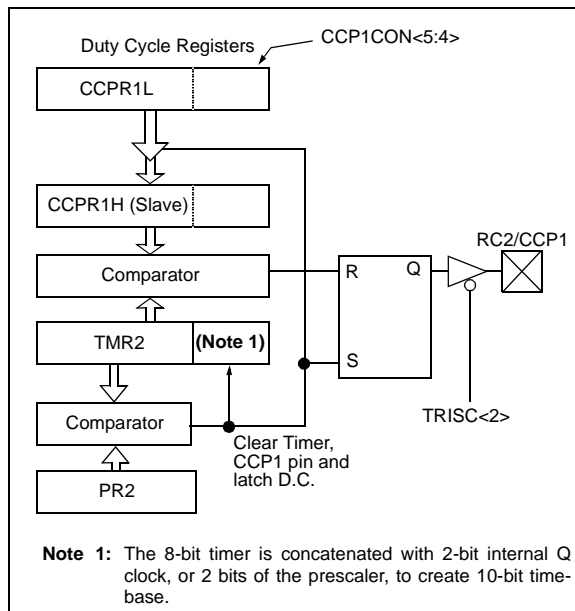 Duty Cycle Registers
CCP1CON<5:4>
CCPR1L
CCPR1H (Slave)
Comparator
RC2/CCP1
R
Q
S
TMR2
(Note 1)
TRISC<2>
Comparator
Clear Timer,
CCP1 pin and
latch D.C.
PR2
Note 1: The 8-bit timer is concatenated with 2-bit internal Q
clock, or 2 bits of the prescaler, to create 10-bit time-
base.